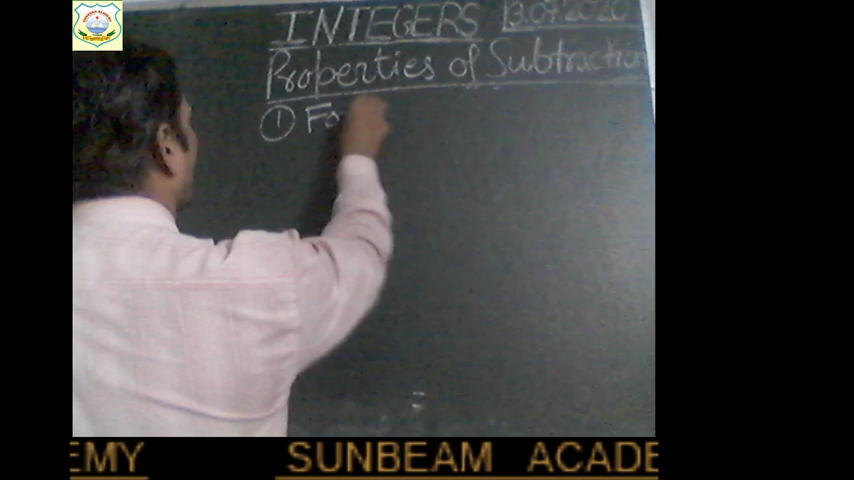 INTEGERS 13.07.2020
Properties of Subtraction
① Fo
EMY SUNBEAM ACADE